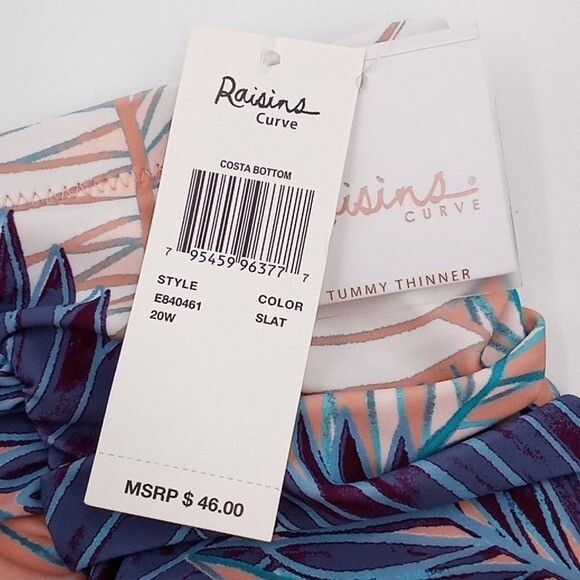 Raisins
Curve
COSTA BOTTOM
7 95459 96377 7
STYLE
E840461
20W
COLOR
SLAT
MSRP $ 46.00
CURVE
TUMMY THINNER